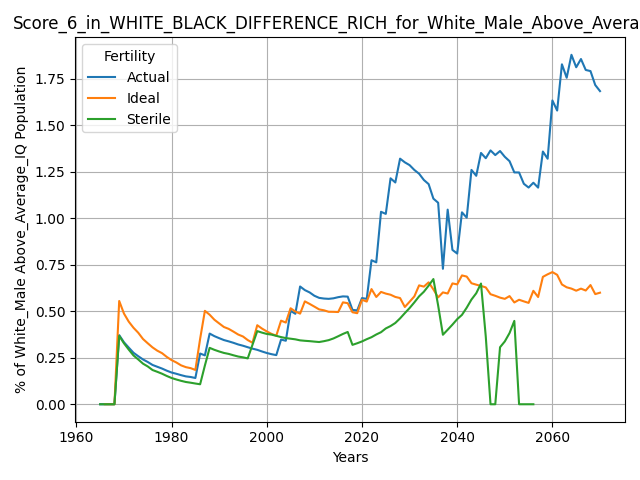 Score_6_in_WHITE_BLACK_DIFFERENCE_RICH_for_White_Male_Above_Avera
% of White_Male Above_Average_IQ Population
1.75
1.50
1.25
1.00
0.75
0.50
0.25
0.00
Fertility
Actual
Ideal
Sterile
1960 1980 2000 2020 2040 2060
Years